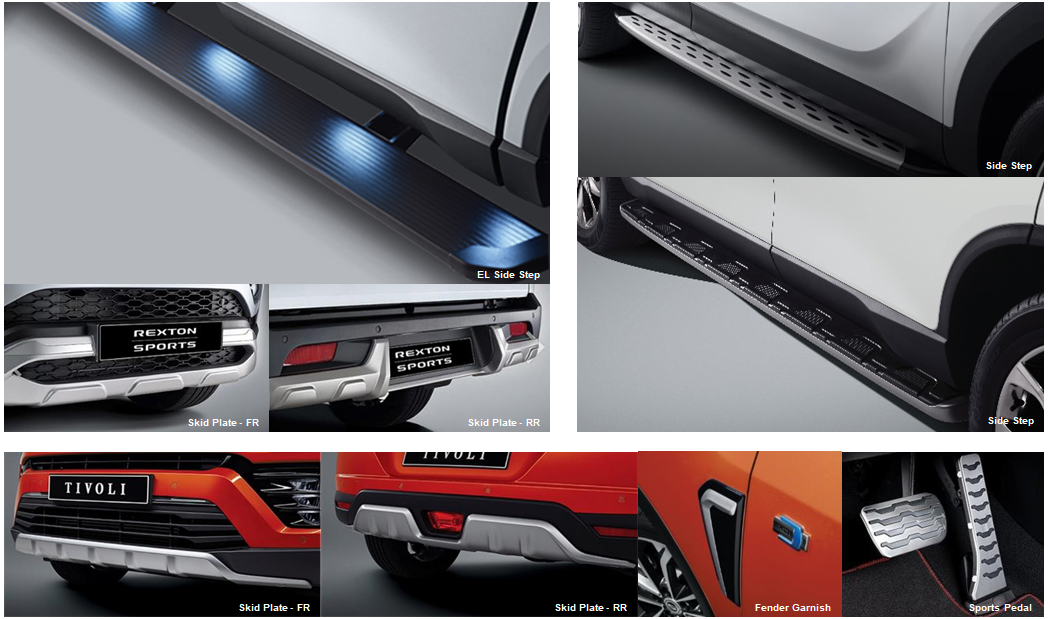 EL Side Step
Side Step
REXTON
SPORTS
Skid Plate - FR
REXTON
SPORTS
Skid Plate - RR
Side Step
TIVOLI
Skid Plate - FR
TIVOLI
Skid Plate - RR
Fender Garnish
Sports Pedal